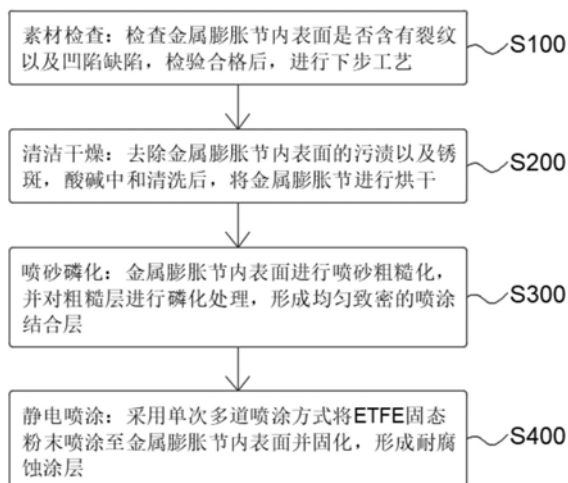 素材检查：检查金属膨胀节内表面是否含有裂纹
以及凹陷缺陷，检验合格后，进行下步工艺
S100
清洁干燥：去除金属膨胀节内表面的污渍以及锈
斑，酸碱中和清洗后，将金属膨胀节进行烘干
S200
喷砂磷化：金属膨胀节内表面进行喷砂粗糙化，
并对粗糙层进行磷化处理，形成均匀致密的喷涂
结合层
S300
静电喷涂：采用单次多道喷涂方式将ETFE固态
粉末喷涂至金属膨胀节内表面并固化，形成耐腐
蚀涂层
S400